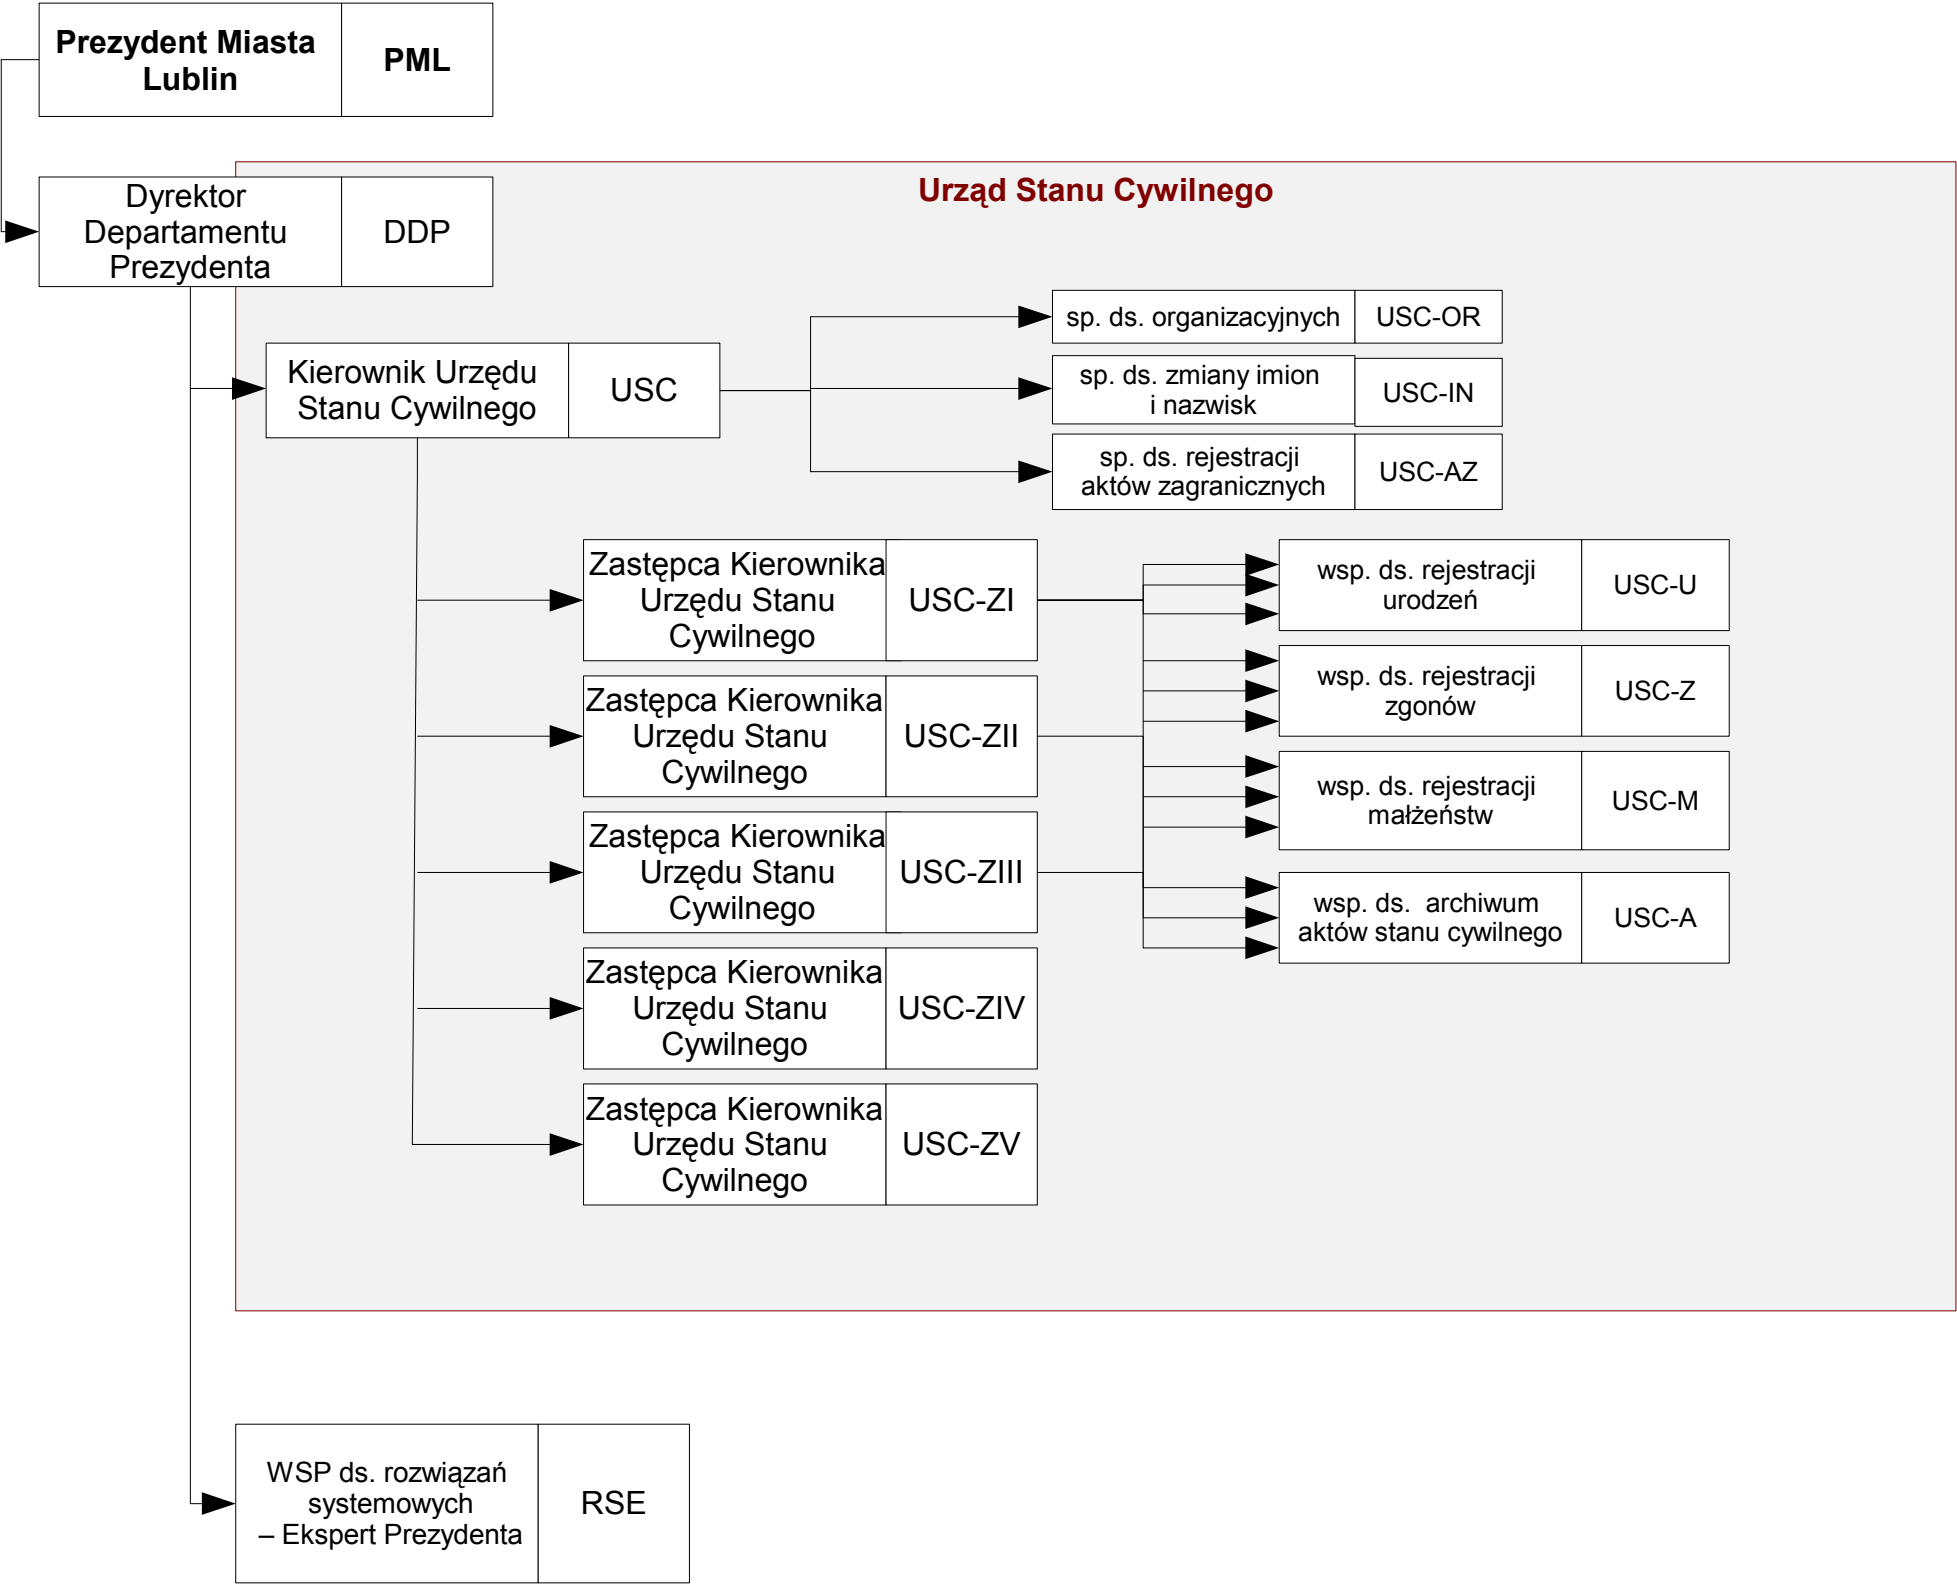 Prezydent Miasta
Lublin
PML
Dyrektor
Departamentu
Prezydenta
DDP
Urząd Stanu Cywilnego
Kierownik Urzędu
Stanu Cywilnego
USC
sp. ds. organizacyjnych
USC-OR
sp. ds. zmiany imion
i nazwisk
USC-IN
sp. ds. rejestracji
aktów zagranicznych
USC-AZ
Zastępca Kierownika
Urzędu Stanu
Cywilnego
USC-ZI
Zastępca Kierownika
Urzędu Stanu
Cywilnego
USC-ZII
Zastępca Kierownika
Urzędu Stanu
Cywilnego
USC-ZIII
Zastępca Kierownika
Urzędu Stanu
Cywilnego
USC-ZIV
Zastępca Kierownika
Urzędu Stanu
Cywilnego
USC-ZV
wsp. ds. rejestracji
urodzeń
USC-U
wsp. ds. rejestracji
zgonów
USC-Z
wsp. ds. rejestracji
małżeństw
USC-M
wsp. ds. archiwum
aktów stanu cywilnego
USC-A
WSP ds. rozwiązań
systemowych
– Ekspert Prezydenta
RSE